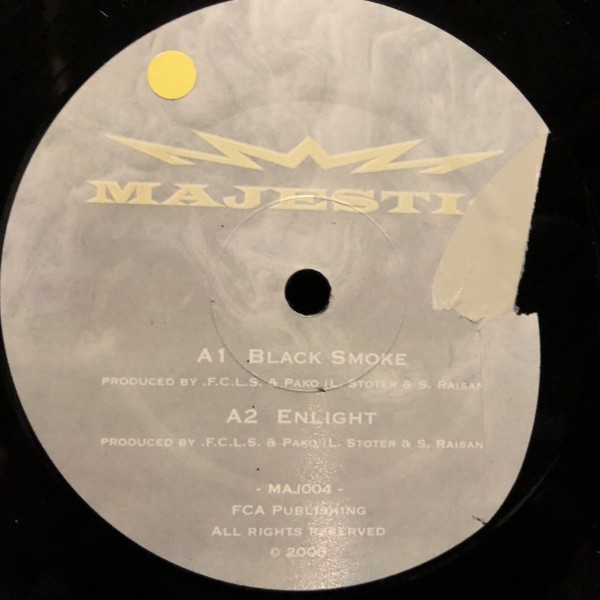 MAJESTI
A1 BLACK SMOKE
PRODUCED BY .F.C.L.S. & PAKO (L. STOTER & S. RAISAN
A2 ENLIGHT
PRODUCED BY .F.C.L.S. & PAKO (L. STOTER & S. RAISAN
- MAJ004 -
FCA PUBLISHING
ALL RIGHTS RESERVED
© 2000